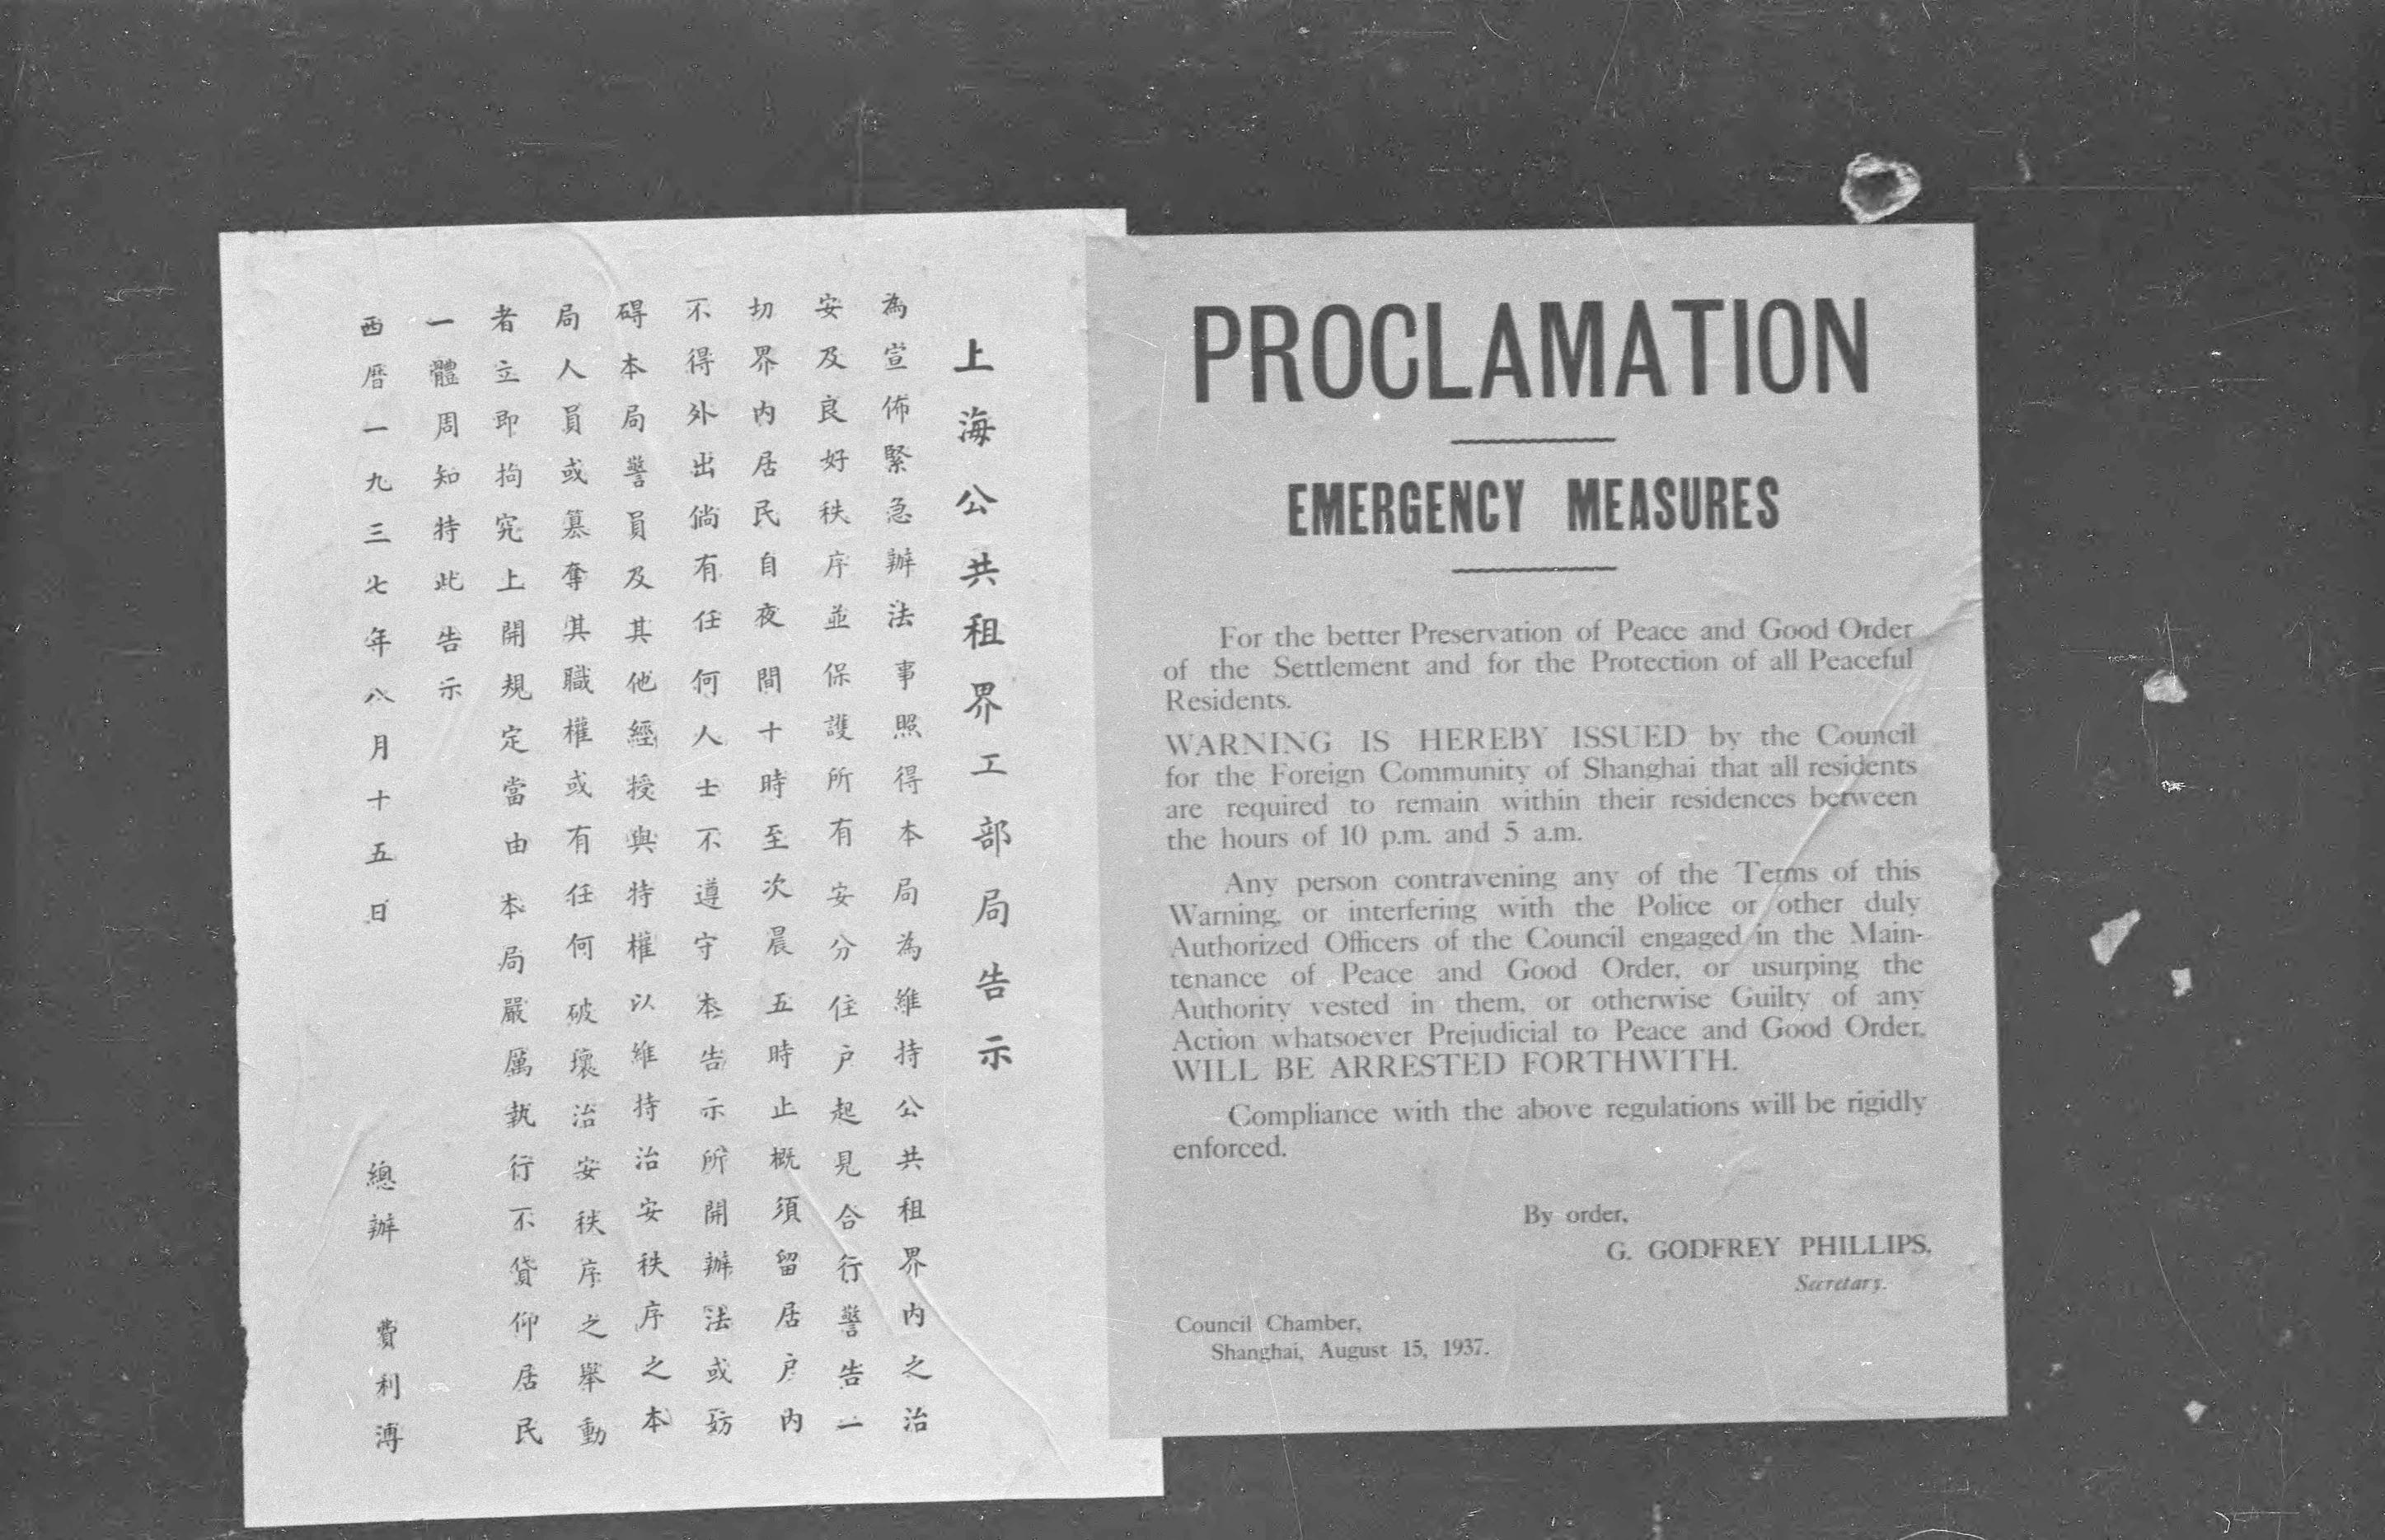 上海公共租界工部局告示
為宣佈緊急辦法事照得本局為維持公共租界內之治
安及良好秩序並保護所有安分住户起見合行警告一
切界內居民自夜間十時至次晨五時止概須留居户內
不得外出倘有任何人士不遵守本告示所開辦法或妨
碍本局警員及其他經授與特權以維持治安秩序之本
局人員或篡奪其職權或有任何破壞治安秩序之舉動
者立即拘究上開規定當由本局嚴厲執行不貸仰居民
一體周知特此告示
西曆一九三七年八月十五日 總辦 費利溥
PROCLAMATION
EMERGENCY MEASURES
For the better Preservation of Peace and Good Order
of the Settlement and for the Protection of all Peaceful
Residents.
WARNING IS HEREBY ISSUED by the Council
for the Foreign Community of Shanghai that all residents
are required to remain within their residences between
the hours of 10 p.m. and 5 a.m.
Any person contravening any of the Terms of this
Warning, or interfering with the Police or other duly
Authorized Officers of the Council engaged in the Main-
tenance of Peace and Good Order, or usurping the
Authority vested in them, or otherwise Guilty of any
Action whatsoever Prejudicial to Peace and Good Order,
WILL BE ARRESTED FORTHWITH.
Compliance with the above regulations will be rigidly
enforced.
By order,
G. GODFREY PHILLIPS,
Secretary.
Council Chamber,
Shanghai, August 15, 1937.